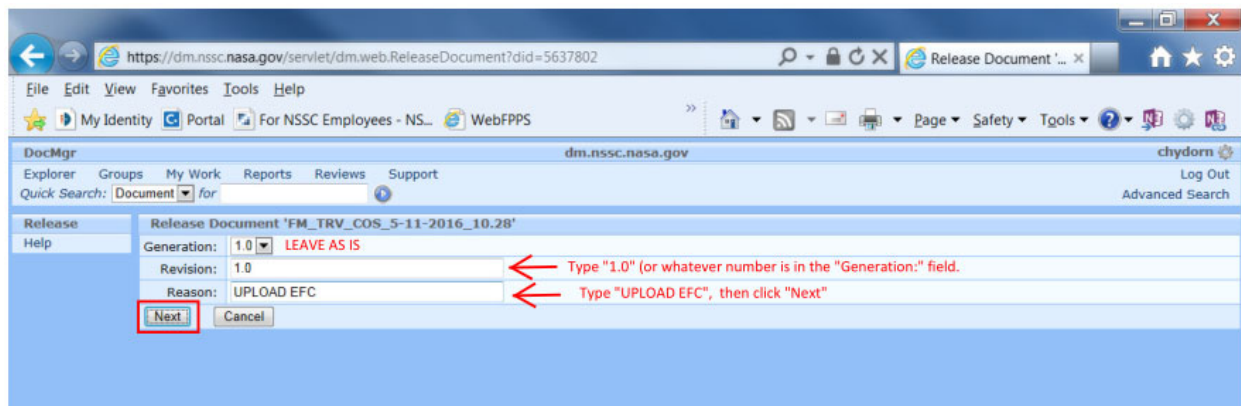 https://dm.nssc.nasa.gov/servlet/dm.web.ReleaseDocument?did=5637802
Release Document '...
File Edit View Favorites Tools Help
My Identity Portal For NSSC Employees - NS... WebFPPS
Page Safety Tools
DocMgr dm.nssc.nasa.gov chydorn
Explorer Groups My Work Reports Reviews Support Log Out
Quick Search: Document for Advanced Search
Release Release Document 'FM_TRV_COS_5-11-2016_10.28'
Help Generation: 1.0 LEAVE AS IS
Revision: 1.0 Type "1.0" (or whatever number is in the "Generation:" field.
Reason: UPLOAD EFC Type "UPLOAD EFC", then click "Next"
Next Cancel